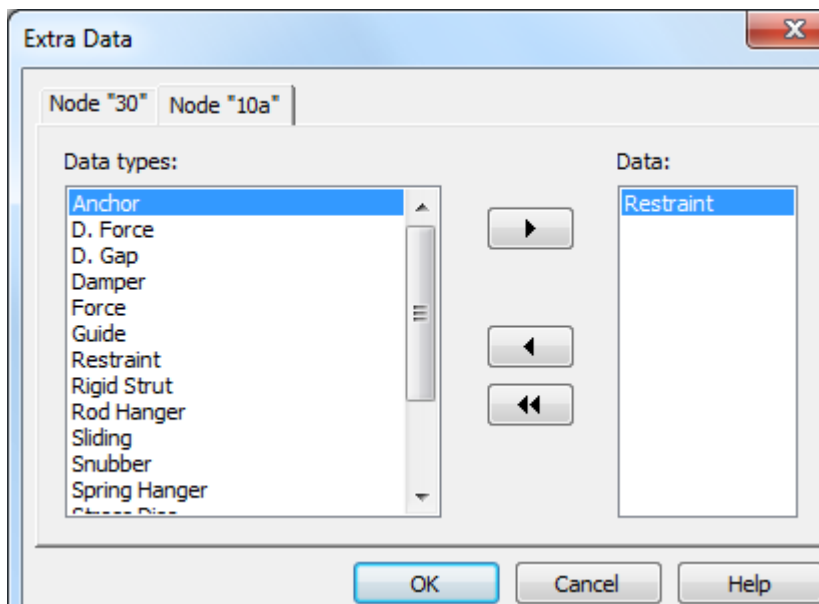 Extra Data
Node "30" Node "10a"
Data types:
Anchor
D. Force
D. Gap
Damper
Force
Guide
Restraint
Rigid Strut
Rod Hanger
Sliding
Snubber
Spring Hanger
Data:
Restraint
OK Cancel Help